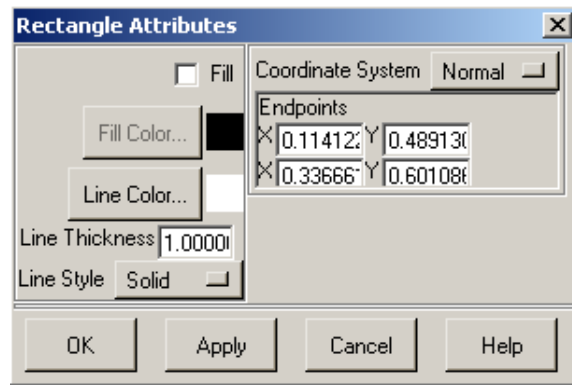 Rectangle Attributes
Fill
Fill Color...
Line Color...
Line Thickness 1.00000
Line Style Solid
Coordinate System Normal
Endpoints
X 0.114122 Y 0.489130
X 0.336667 Y 0.601086
OK Apply Cancel Help